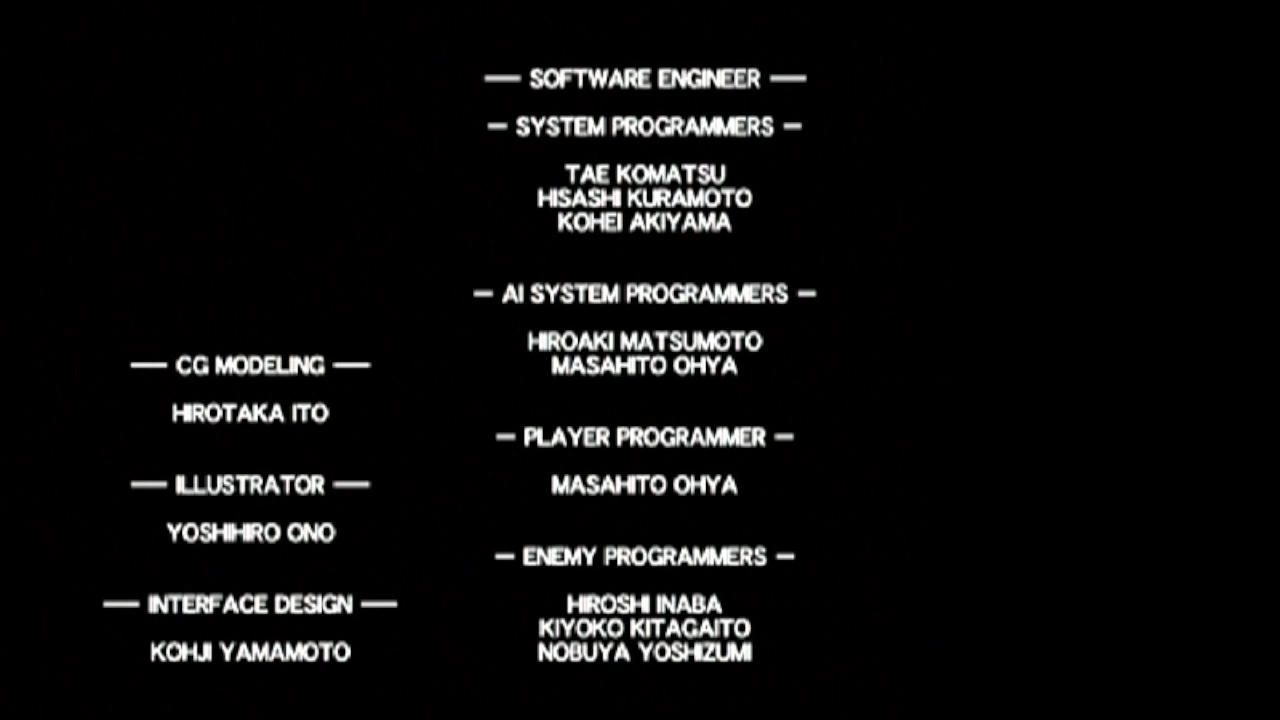 — CG MODELING —
HIROTAKA ITO
— ILLUSTRATOR —
YOSHIHIRO ONO
— INTERFACE DESIGN —
KOHJI YAMAMOTO
— SOFTWARE ENGINEER —
– SYSTEM PROGRAMMERS –
TAE KOMATSU
HISASHI KURAMOTO
KOHEI AKIYAMA
– AI SYSTEM PROGRAMMERS –
HIROAKI MATSUMOTO
MASAHITO OHYA
– PLAYER PROGRAMMER –
MASAHITO OHYA
– ENEMY PROGRAMMERS –
HIROSHI INABA
KIYOKO KITAGAITO
NOBUYA YOSHIZUMI